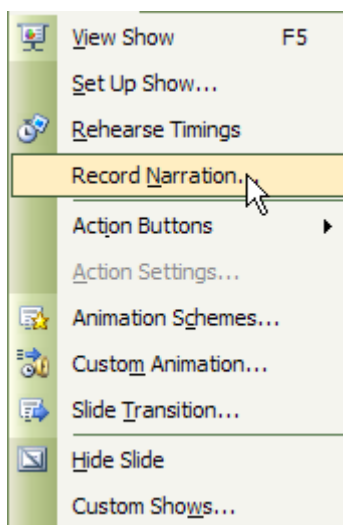 View Show F5
Set Up Show...
Rehearse Timings
Record Narration...
Action Buttons
Action Settings...
Animation Schemes...
Custom Animation...
Slide Transition...
Hide Slide
Custom Shows...